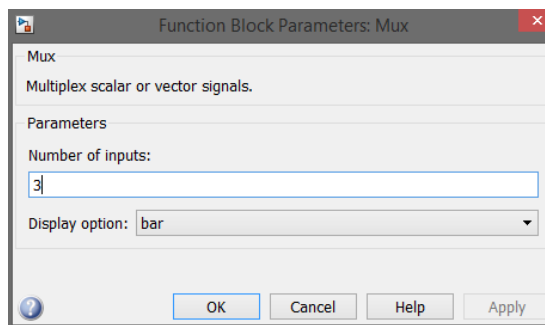 Function Block Parameters: Mux
Mux
Multiplex scalar or vector signals.
Parameters
Number of inputs:
3
Display option: bar
OK Cancel Help Apply